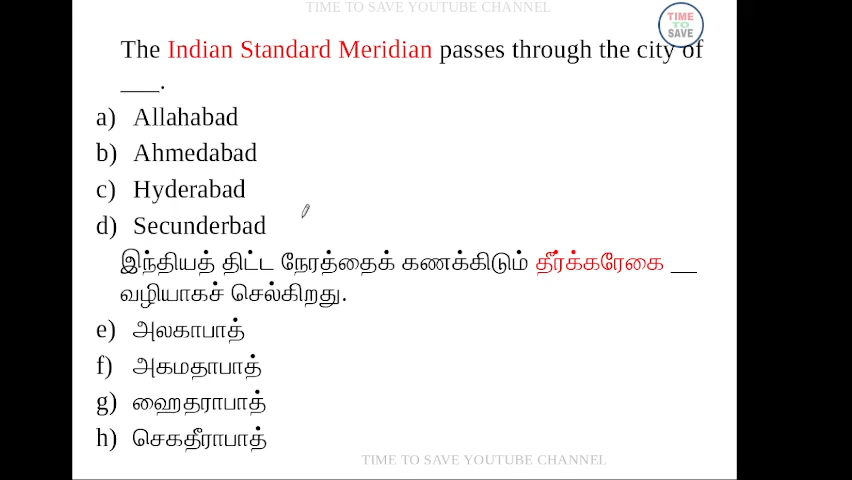 TIME TO SAVE YOUTUBE CHANNEL
TIME
TO
SAVE
The Indian Standard Meridian passes through the city of
___.
a) Allahabad
b) Ahmedabad
c) Hyderabad
d) Secunderbad
இந்தியத் திட்ட நேரத்தைக் கணக்கிடும் தீர்க்கரேகை __
வழியாகச் செல்கிறது.
e) அலகாபாத்
f) அகமதாபாத்
g) ஹைதராபாத்
h) செகதீராபாத்
TIME TO SAVE YOUTUBE CHANNEL